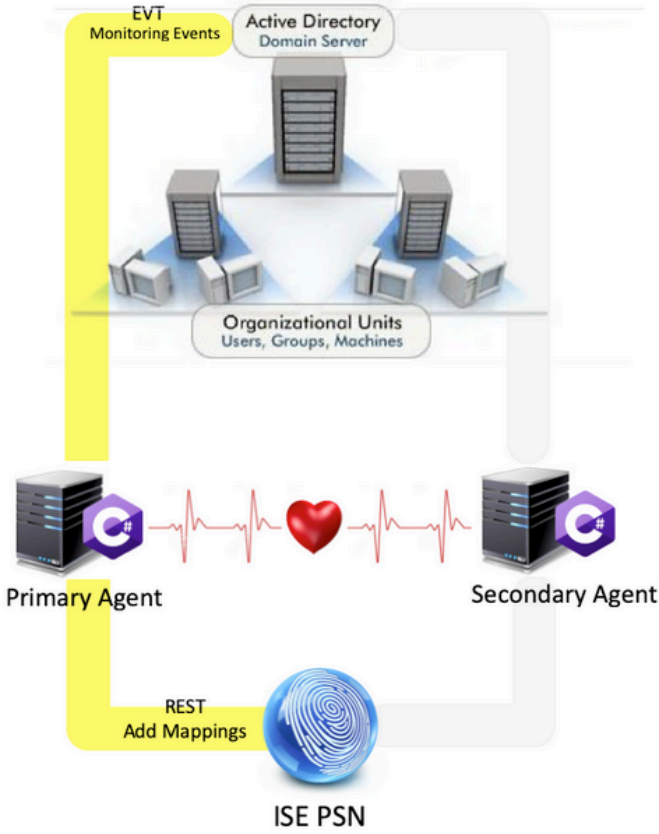 EVT
Monitoring Events
Active Directory
Domain Server
Organizational Units
Users, Groups, Machines
C#
C#
Primary Agent
Secondary Agent
REST
Add Mappings
ISE PSN